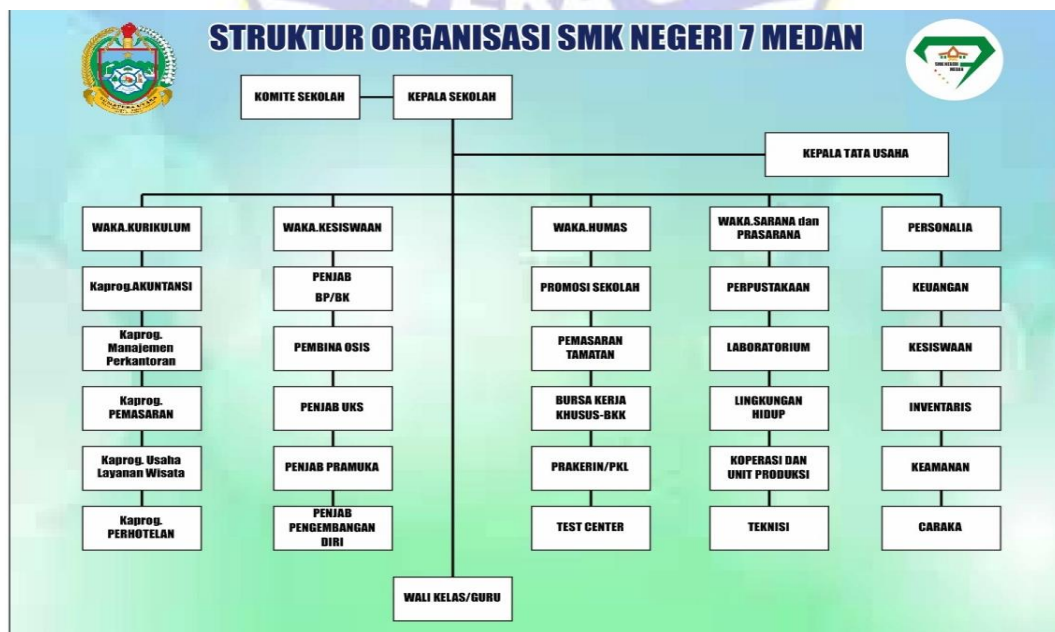 STRUKTUR ORGANISASI SMK NEGERI 7 MEDAN
KOMITE SEKOLAH
KEPALA SEKOLAH
KEPALA TATA USAHA
WAKA.KURIKULUM
WAKA.KESISWAAN
WAKA.HUMAS
WAKA.SARANA dan
PRASARANA
PERSONALIA
Kaprog.AKUNTANSI
PENJAB
BP/BK
PROMOSI SEKOLAH
PERPUSTAKAAN
KEUANGAN
Kaprog.
Manajemen
Perkantoran
PEMBINA OSIS
PEMASARAN
TAMATAN
LABORATORIUM
KESISWAAN
Kaprog.
PEMASARAN
PENJAB UKS
BURSA KERJA
KHUSUS-BKK
LINGKUNGAN
HIDUP
INVENTARIS
Kaprog. Usaha
Layanan Wisata
PENJAB PRAMUKA
PRAKERIN/PKL
KOPERASI DAN
UNIT PRODUKSI
KEAMANAN
Kaprog.
PERHOTELAN
PENJAB
PENGEMBANGAN
DIRI
TEST CENTER
TEKNISI
CARAKA
WALI KELAS/GURU